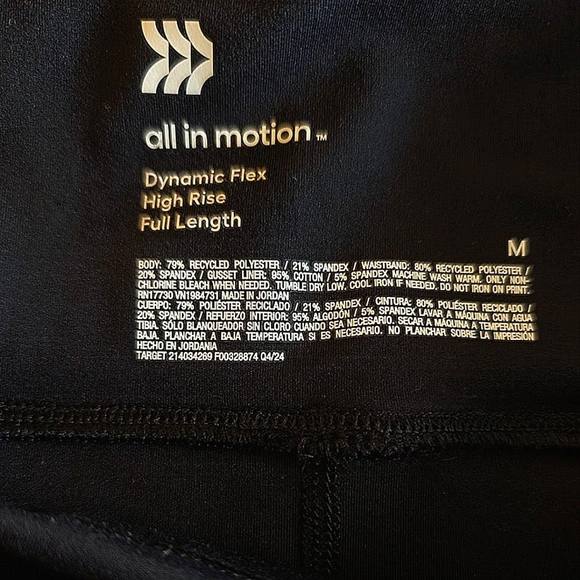 all in motion™
Dynamic Flex
High Rise
Full Length
M
BODY: 79% RECYCLED POLYESTER / 21% SPANDEX / WAISTBAND: 80% RECYCLED POLYESTER /
20% SPANDEX / GUSSET LINER: 95% COTTON / 5% SPANDEX. MACHINE WASH WARM. ONLY NON-
CHLORINE BLEACH WHEN NEEDED. TUMBLE DRY LOW. COOL IRON IF NEEDED. DO NOT IRON ON PRINT.
RN17730 VN1984731 MADE IN JORDAN
CUERPO: 79% POLIÉSTER RECICLADO / 21% SPANDEX / CINTURA: 80% POLIÉSTER RECICLADO /
20% SPANDEX / REFUERZO INTERIOR: 95% ALGODÓN / 5% SPANDEX LAVAR A MÁQUINA CON AGUA
TIBIA. SÓLO BLANQUEADOR SIN CLORO CUANDO SEA NECESARIO. SECAR A MÁQUINA A TEMPERATURA
BAJA. PLANCHAR A BAJA TEMPERATURA SI ES NECESARIO. NO PLANCHAR SOBRE LA IMPRESIÓN
HECHO EN JORDANIA
TARGET 214034269 F00328874 Q4/24